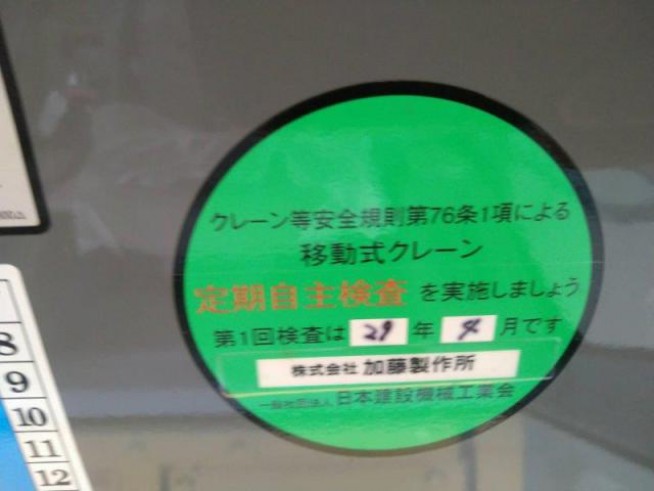 クレーン等安全規則第76条1項による
移動式クレーン
定期自主検査を実施しましょう
第1回検査は 29 年 4 月です
株式会社 加藤製作所
一般社団法人 日本建設機械工業会
8
9
10
11
12